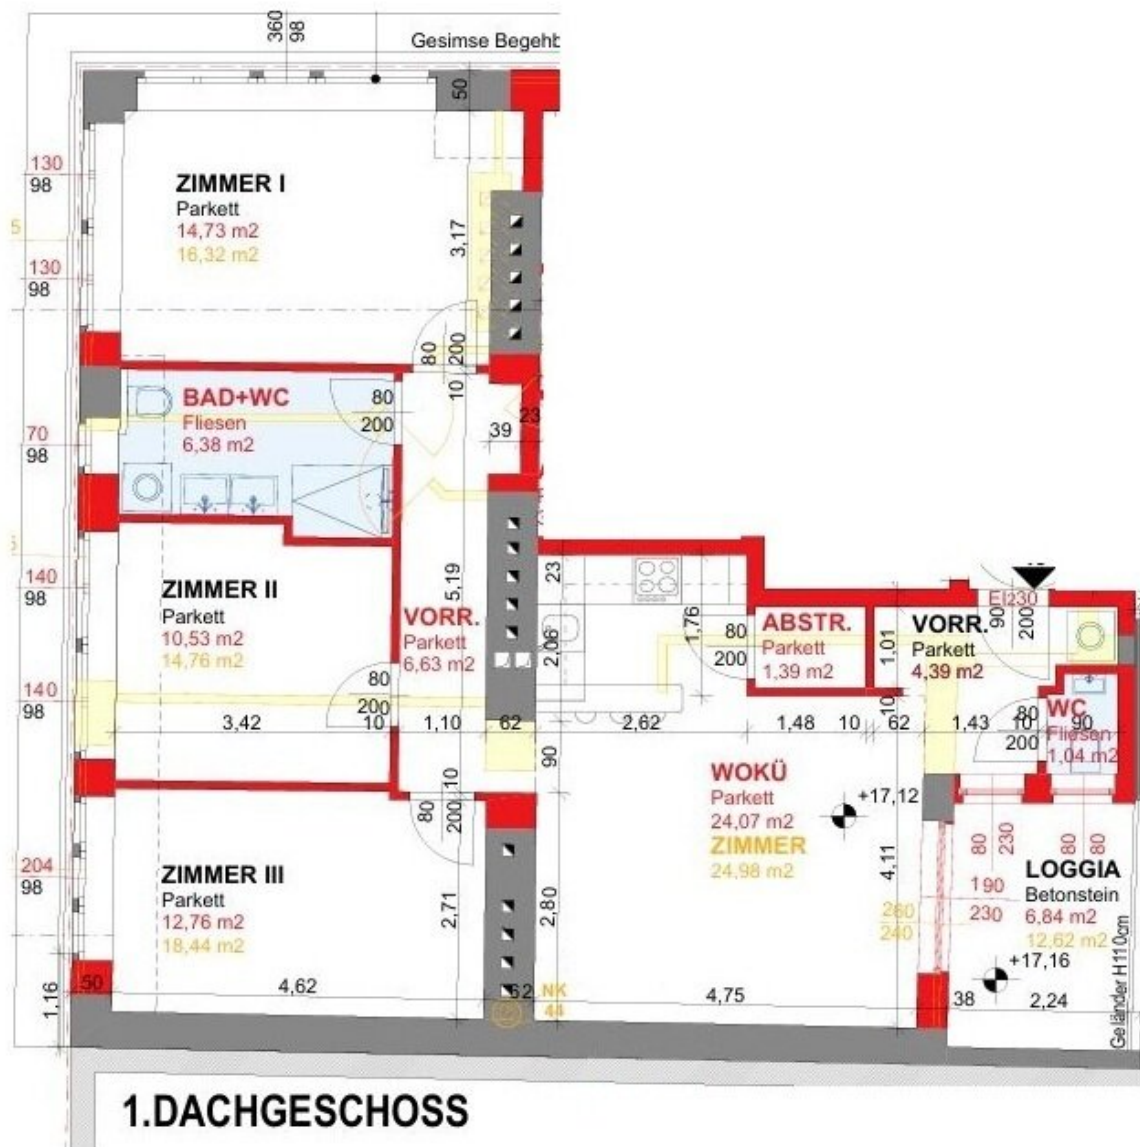 360
98
Gesimse Begehb
50
130
98
ZIMMER I
Parkett
14,73 m2
16,32 m2
5
3,17
130
98
80
200
10
BAD+WC
Fliesen
6,38 m2
80
200
39
23
70
98
ZIMMER II
Parkett
10,53 m2
14,76 m2
140
98
5,19
VORR.
Parkett
6,63 m2
23
2,06
1,76
80
200
ABSTR.
Parkett
1,39 m2
1,01
EI230
90
200
VORR.
Parkett
4,39 m2
140
98
80
200
3,42
10
1,10
62
2,62
1,48
10
62
10
1,43
10
90
80
200
WC
Fliesen
1,04 m2
90
10
80
200
WOKÜ
Parkett
24,07 m2
ZIMMER
24,98 m2
+17,12
4,11
80
230
80
80
204
98
ZIMMER III
Parkett
12,76 m2
18,44 m2
2,71
2,80
190
230
260
240
LOGGIA
Betonstein
6,84 m2
12,62 m2
+17,16
Geländer H110cm
1,16
50
4,62
62
NK
44
4,75
38
2,24
1.DACHGESCHOSS